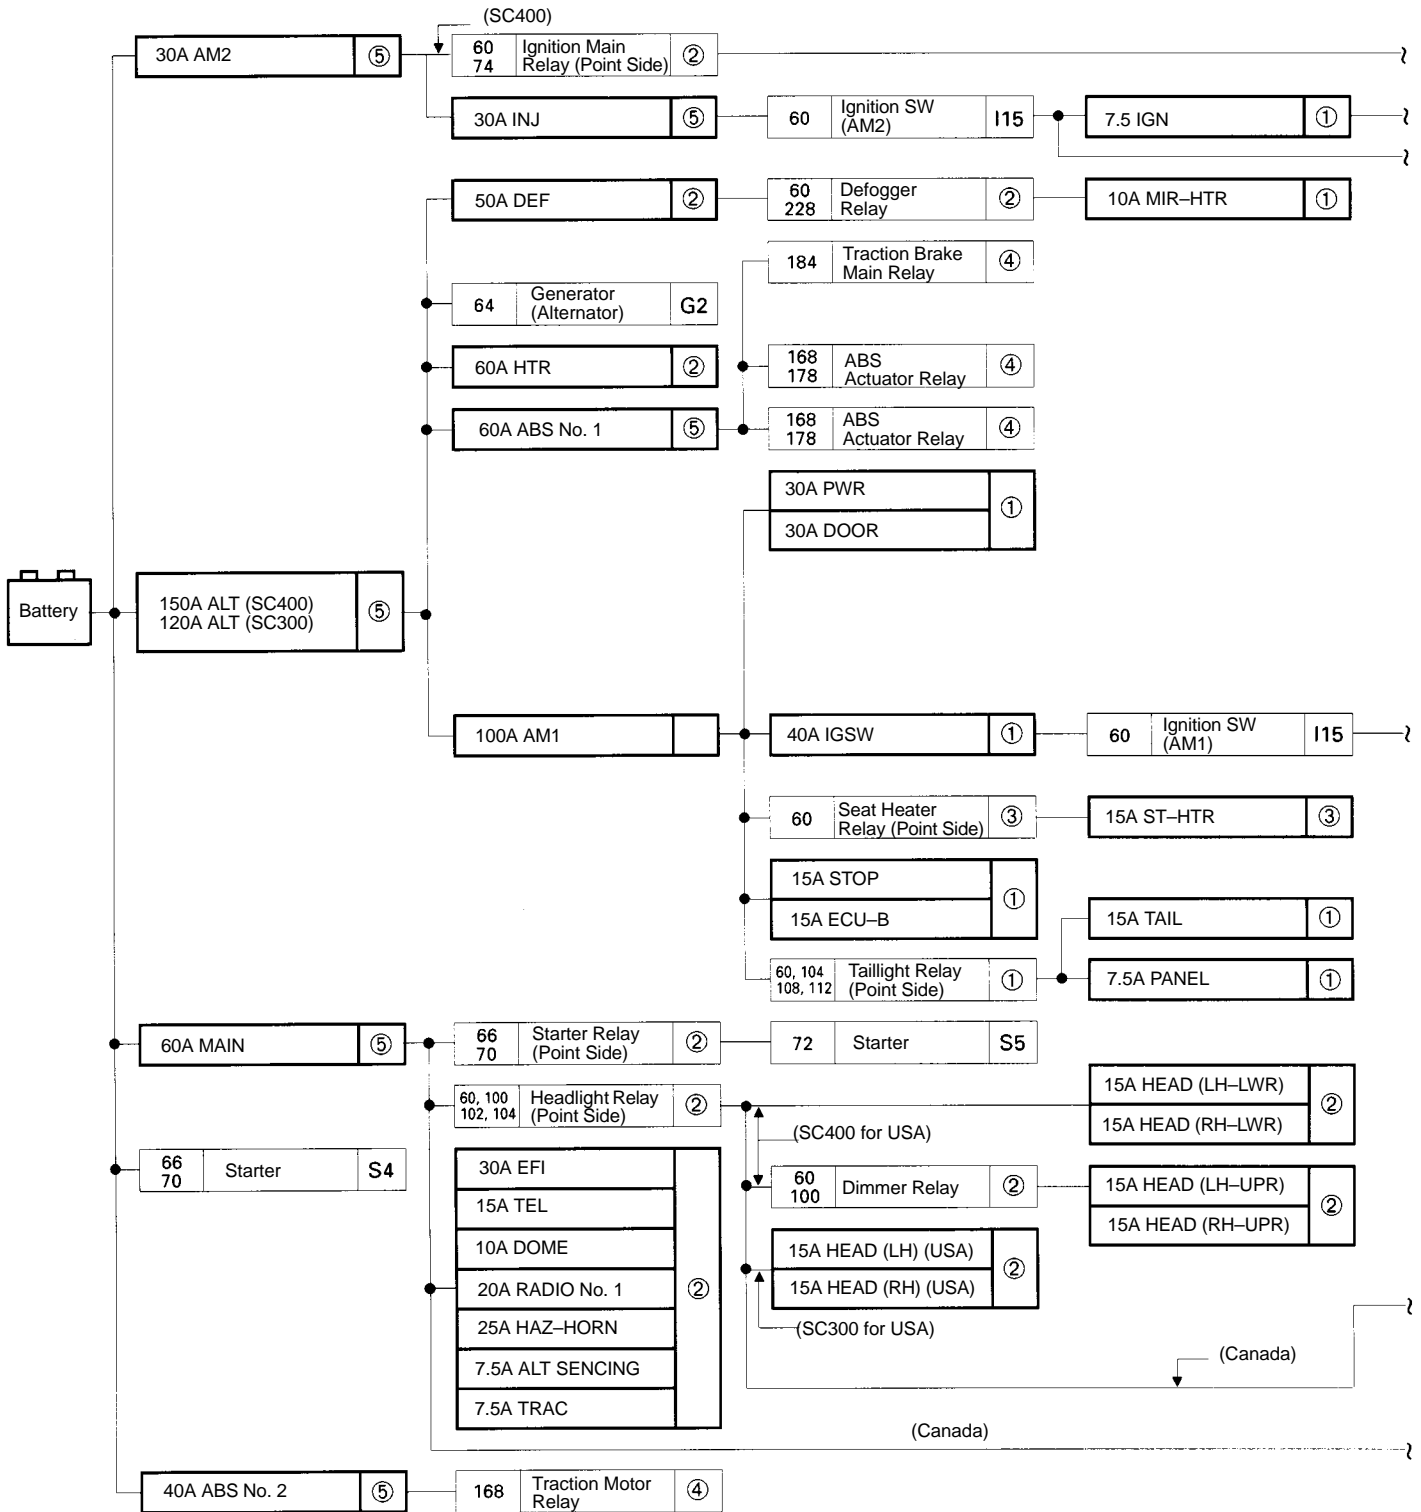 (SC400)
30A AM2 ⑤
60
74
Ignition Main
Relay (Point Side)
②
30A INJ ⑤
60
Ignition SW
(AM2)
I15
7.5 IGN ①
50A DEF ②
60
228
Defogger
Relay
②
10A MIR–HTR ①
184
Traction Brake
Main Relay
④
64
Generator
(Alternator)
G2
60A HTR ②
168
178
ABS
Actuator Relay
④
60A ABS No. 1 ⑤
168
178
ABS
Actuator Relay
④
30A PWR
30A DOOR
①
Battery
150A ALT (SC400)
120A ALT (SC300)
⑤
100A AM1
40A IGSW ①
60
Ignition SW
(AM1)
I15
60
Seat Heater
Relay (Point Side)
③
15A ST–HTR ③
15A STOP
15A ECU–B
①
15A TAIL ①
60, 104
108, 112
Taillight Relay
(Point Side)
①
7.5A PANEL ①
60A MAIN ⑤
66
70
Starter Relay
(Point Side)
②
72 Starter S5
60, 100
102, 104
Headlight Relay
(Point Side)
②
15A HEAD (LH–LWR)
15A HEAD (RH–LWR)
②
(SC400 for USA)
66
70
Starter
S4
30A EFI
15A TEL
10A DOME
20A RADIO No. 1
25A HAZ–HORN
7.5A ALT SENCING
7.5A TRAC
②
60
100
Dimmer Relay
②
15A HEAD (LH–UPR)
15A HEAD (RH–UPR)
②
15A HEAD (LH) (USA)
15A HEAD (RH) (USA)
②
(SC300 for USA)
(Canada)
(Canada)
40A ABS No. 2 ⑤
168
Traction Motor
Relay
④